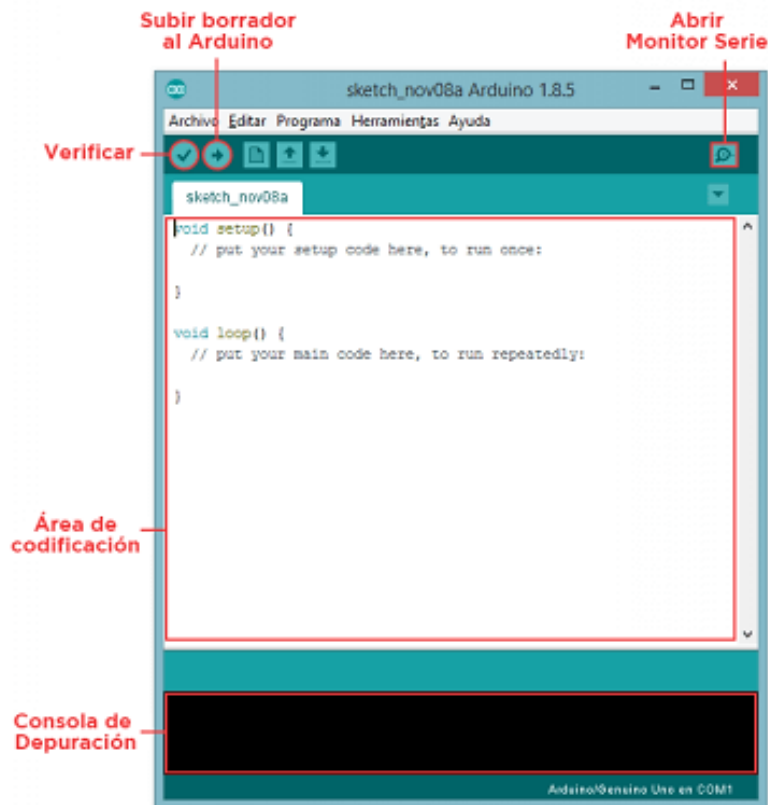 Subir borrador
al Arduino
Abrir
Monitor Serie
sketch_nov08a Arduino 1.8.5
Archivo Editar Programa Herramientas Ayuda
Verificar
sketch_nov08a
void setup() {
// put your setup code here, to run once:
}
void loop() {
// put your main code here, to run repeatedly:
}
Área de
codificación
Consola de
Depuración
Arduino/Genuino Uno en COM1